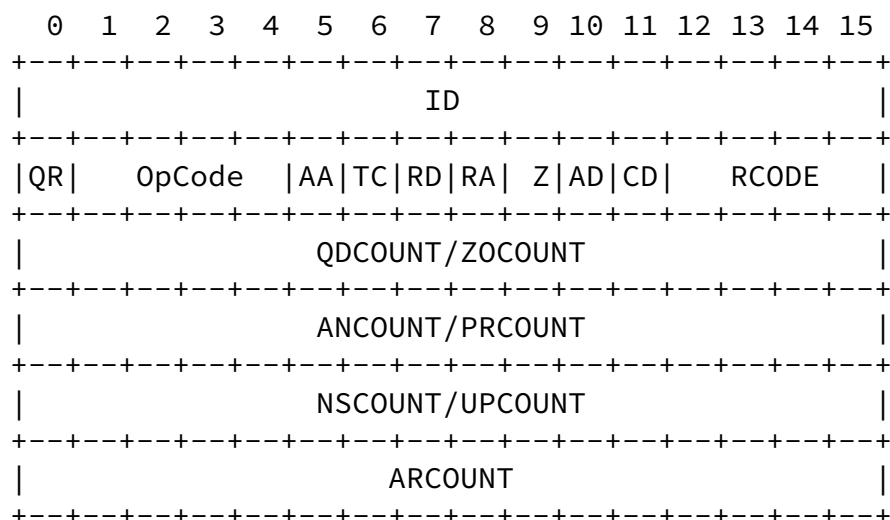 0  1  2  3  4  5  6  7  8  9 10 11 12 13 14 15
+--+--+--+--+--+--+--+--+--+--+--+--+--+--+--+--+
|                      ID                       |
+--+--+--+--+--+--+--+--+--+--+--+--+--+--+--+--+
|QR|   OpCode  |AA|TC|RD|RA| Z|AD|CD|   RCODE   |
+--+--+--+--+--+--+--+--+--+--+--+--+--+--+--+--+
|                QDCOUNT/ZOCOUNT                |
+--+--+--+--+--+--+--+--+--+--+--+--+--+--+--+--+
|                ANCOUNT/PRCOUNT                |
+--+--+--+--+--+--+--+--+--+--+--+--+--+--+--+--+
|                NSCOUNT/UPCOUNT                |
+--+--+--+--+--+--+--+--+--+--+--+--+--+--+--+--+
|                    ARCOUNT                    |
+--+--+--+--+--+--+--+--+--+--+--+--+--+--+--+--+